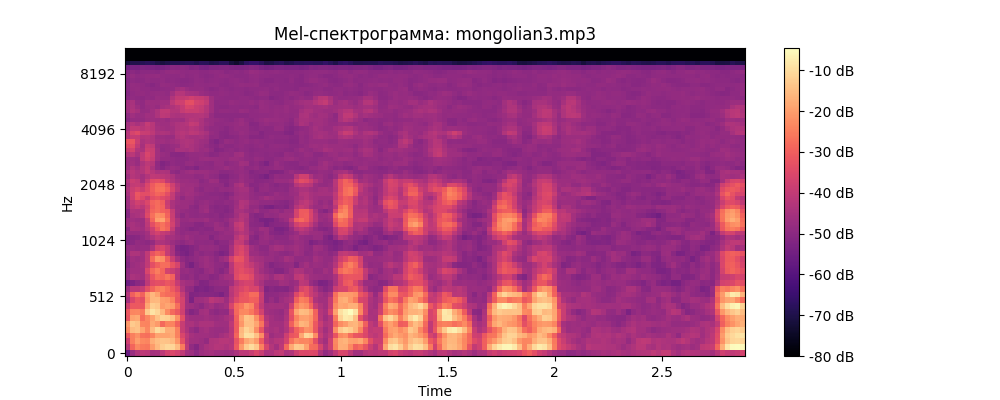 Mel-спектрограмма: mongolian3.mp3
8192
4096
2048
1024
512
0
Hz
0 0.5 1 1.5 2 2.5
Time
-10 dB
-20 dB
-30 dB
-40 dB
-50 dB
-60 dB
-70 dB
-80 dB